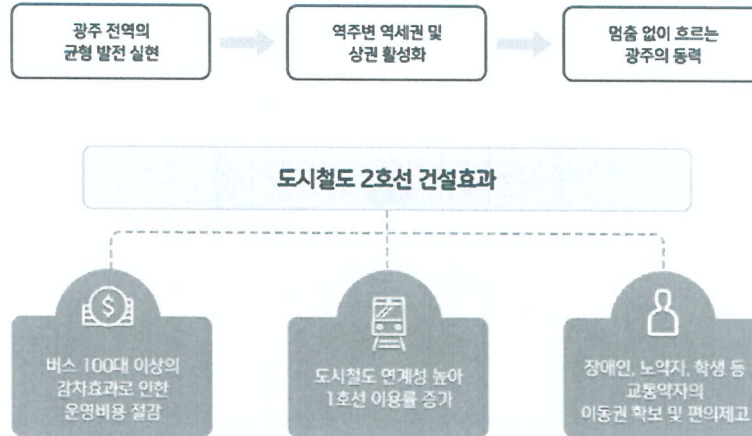 광주 전역의
균형 발전 실현
역주변 역세권 및
상권 활성화
멈춤 없이 흐르는
광주의 동력
도시철도 2호선 건설효과
버스 100대 이상의
감차효과로 인한
운영비용 절감
도시철도 연계성 높아
1호선 이용률 증가
장애인, 노약자, 학생 등
교통약자의
이동권 확보 및 편의제고